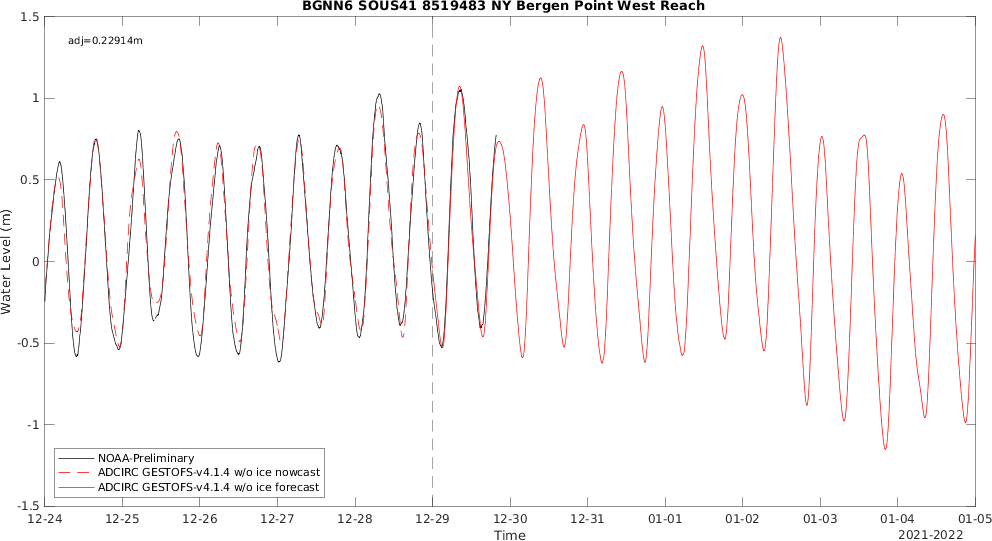 BGNN6 SOUS41 8519483 NY Bergen Point West Reach
adj=0.22914m
1.5
1
0.5
0
-0.5
-1
-1.5
Water Level (m)
NOAA-Preliminary
ADCIRC GESTOFS-v4.1.4 w/o ice nowcast
ADCIRC GESTOFS-v4.1.4 w/o ice forecast
12-24 12-25 12-26 12-27 12-28 12-29 12-30 12-31 01-01 01-02 01-03 01-04 01-05
Time
2021-2022